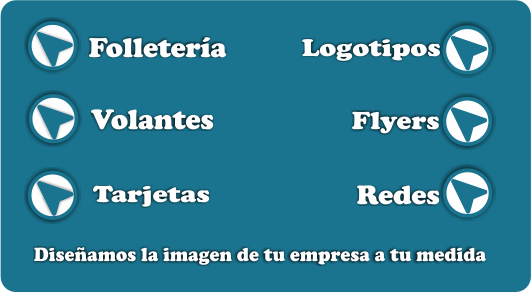 Folletería
Logotipos
Volantes
Flyers
Tarjetas
Redes
Diseñamos la imagen de tu empresa a tu medida